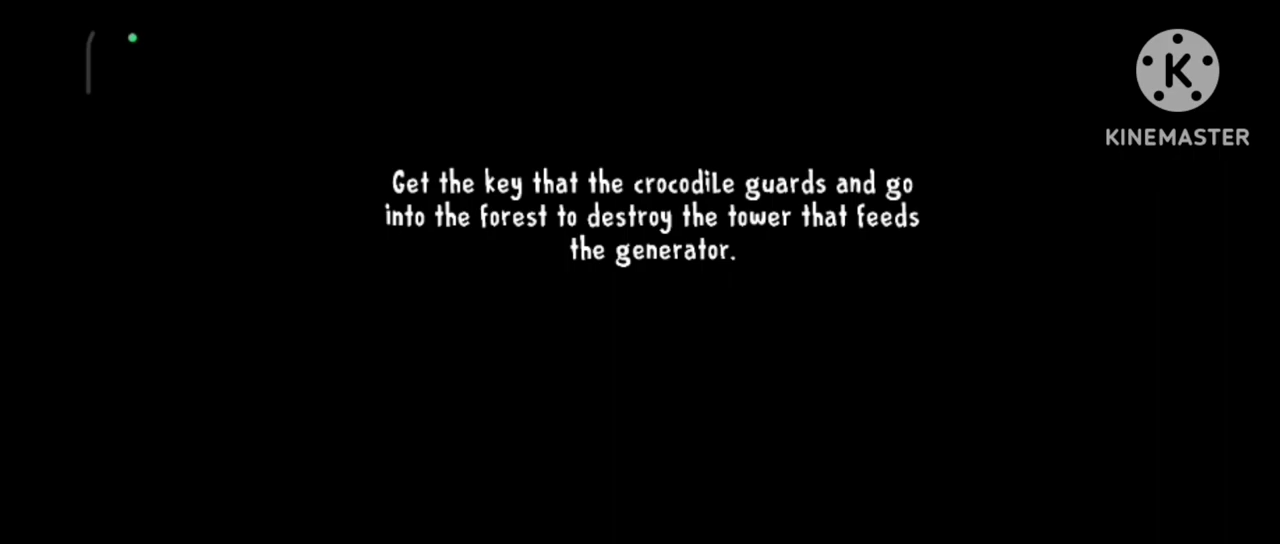 K
KINEMASTER
Get the key that the crocodile guards and go
into the forest to destroy the tower that feeds
the generator.